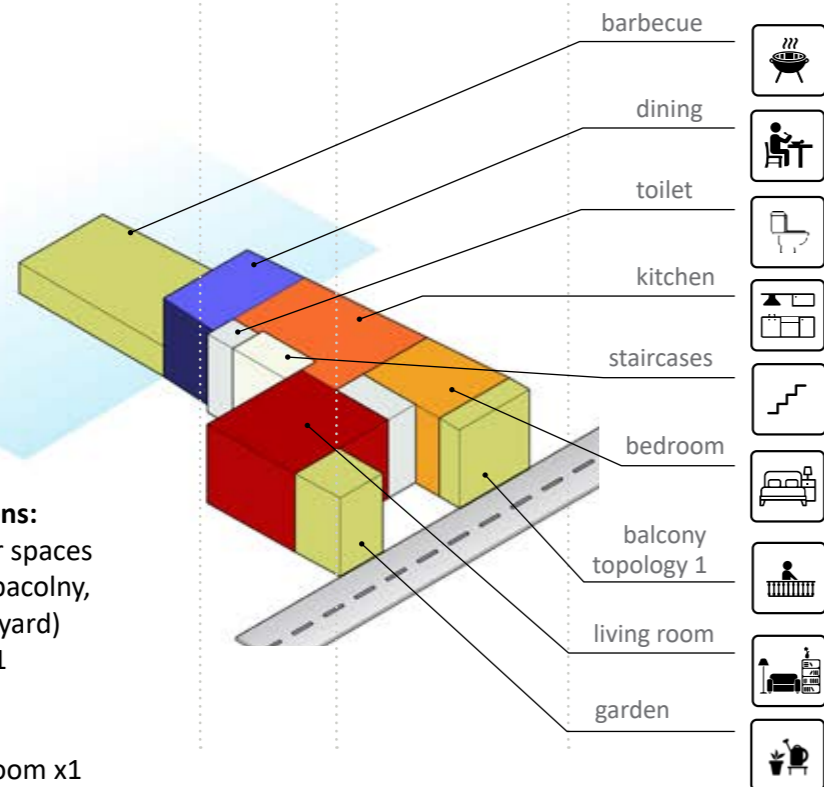 barbecue
dining
toilet
kitchen
staircases
bedroom
balcony
topology 1
living room
garden
ns:
r spaces
bacolny,
yard)
1
oom x1